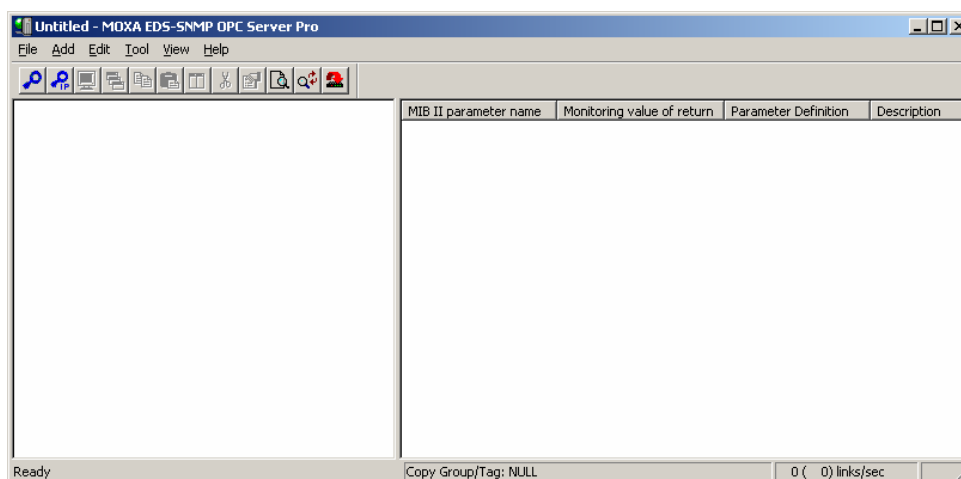 Untitled - MOXA EDS-SNMP OPC Server Pro
File Add Edit Tool View Help
IP
MIB II parameter name Monitoring value of return Parameter Definition Description
Ready Copy Group/Tag: NULL 0 ( 0) links/sec